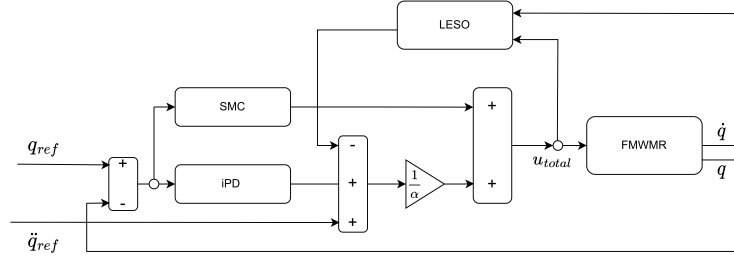 LESO
SMC
+
q_ref
+
-
FMWMR
q̇
u_total
q
iPD
-
+
1/α
+
-
+
q̈_ref